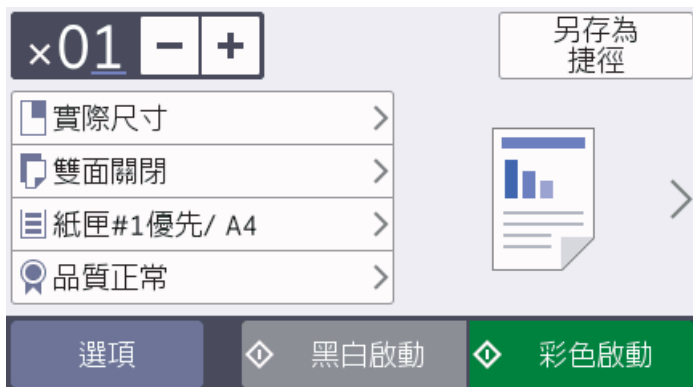 ×01 − +
另存為
捷徑
實際尺寸
雙面關閉
紙匣#1優先/ A4
品質正常
選項
黑白啟動
彩色啟動